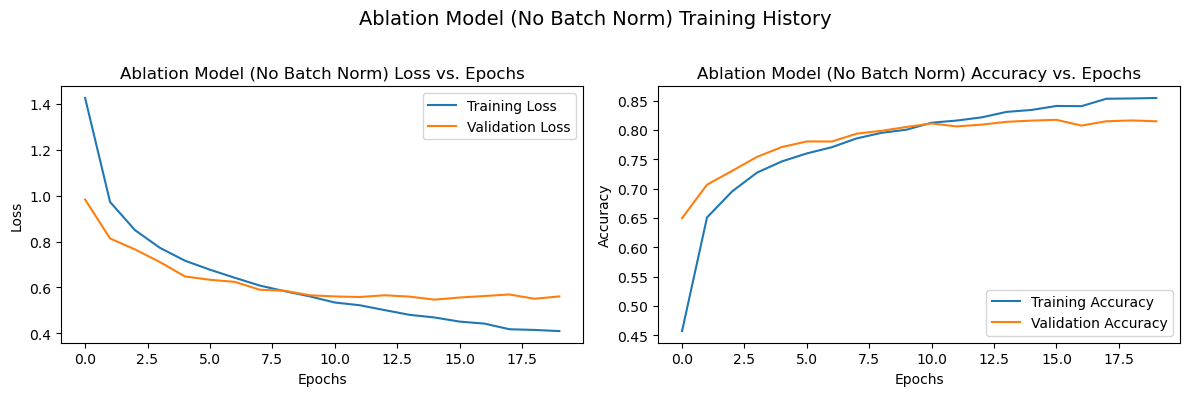 Ablation Model (No Batch Norm) Training History
Ablation Model (No Batch Norm) Loss vs. Epochs
1.4
1.2
1.0
0.8
0.6
0.4
Loss
Training Loss
Validation Loss
0.0 2.5 5.0 7.5 10.0 12.5 15.0 17.5
Epochs
Ablation Model (No Batch Norm) Accuracy vs. Epochs
0.85
0.80
0.75
0.70
0.65
0.60
0.55
0.50
0.45
Accuracy
Training Accuracy
Validation Accuracy
0.0 2.5 5.0 7.5 10.0 12.5 15.0 17.5
Epochs